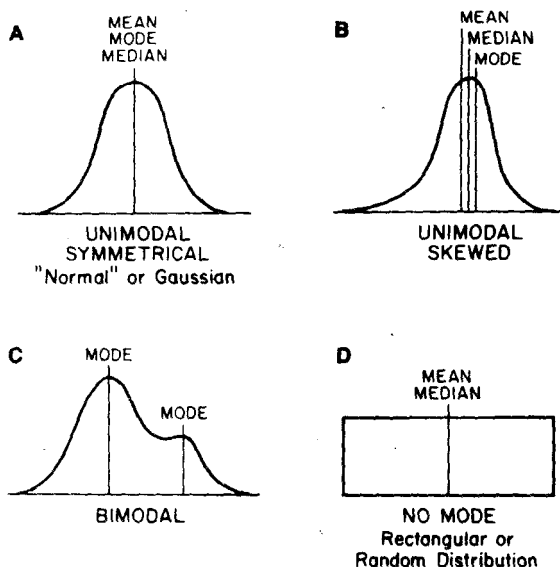 A
MEAN
MODE
MEDIAN
UNIMODAL
SYMMETRICAL
"Normal" or Gaussian
B
MEAN
MEDIAN
MODE
UNIMODAL
SKEWED
C
MODE
MODE
BIMODAL
D
MEAN
MEDIAN
NO MODE
Rectangular or
Random Distribution